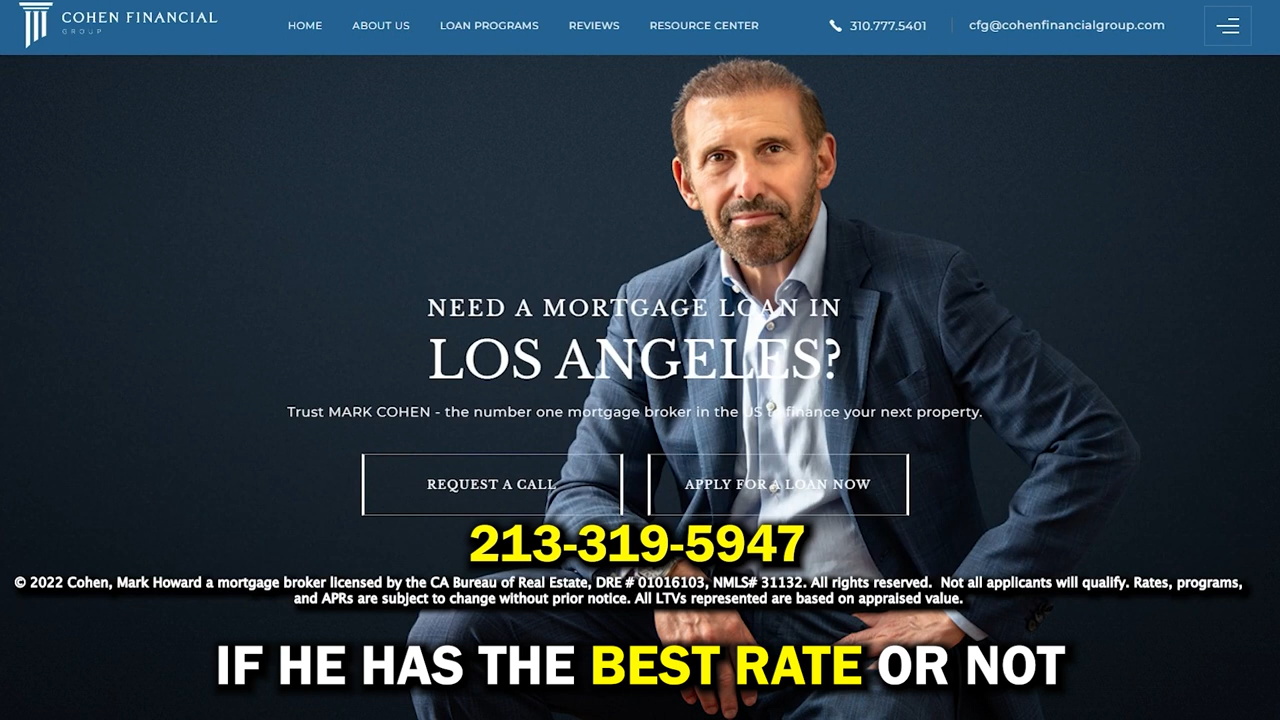 COHEN FINANCIAL
GROUP
HOME ABOUT US LOAN PROGRAMS REVIEWS RESOURCE CENTER 310.777.5401 cfg@cohenfinancialgroup.com
NEED A MORTGAGE LOAN IN
LOS ANGELES?
Trust MARK COHEN - the number one mortgage broker in the US to finance your next property.
REQUEST A CALL APPLY FOR A LOAN NOW
213-319-5947
© 2022 Cohen, Mark Howard a mortgage broker licensed by the CA Bureau of Real Estate, DRE # 01016103, NMLS# 31132. All rights reserved. Not all applicants will qualify. Rates, programs,
and APRs are subject to change without prior notice. All LTVs represented are based on appraised value.
IF HE HAS THE BEST RATE OR NOT